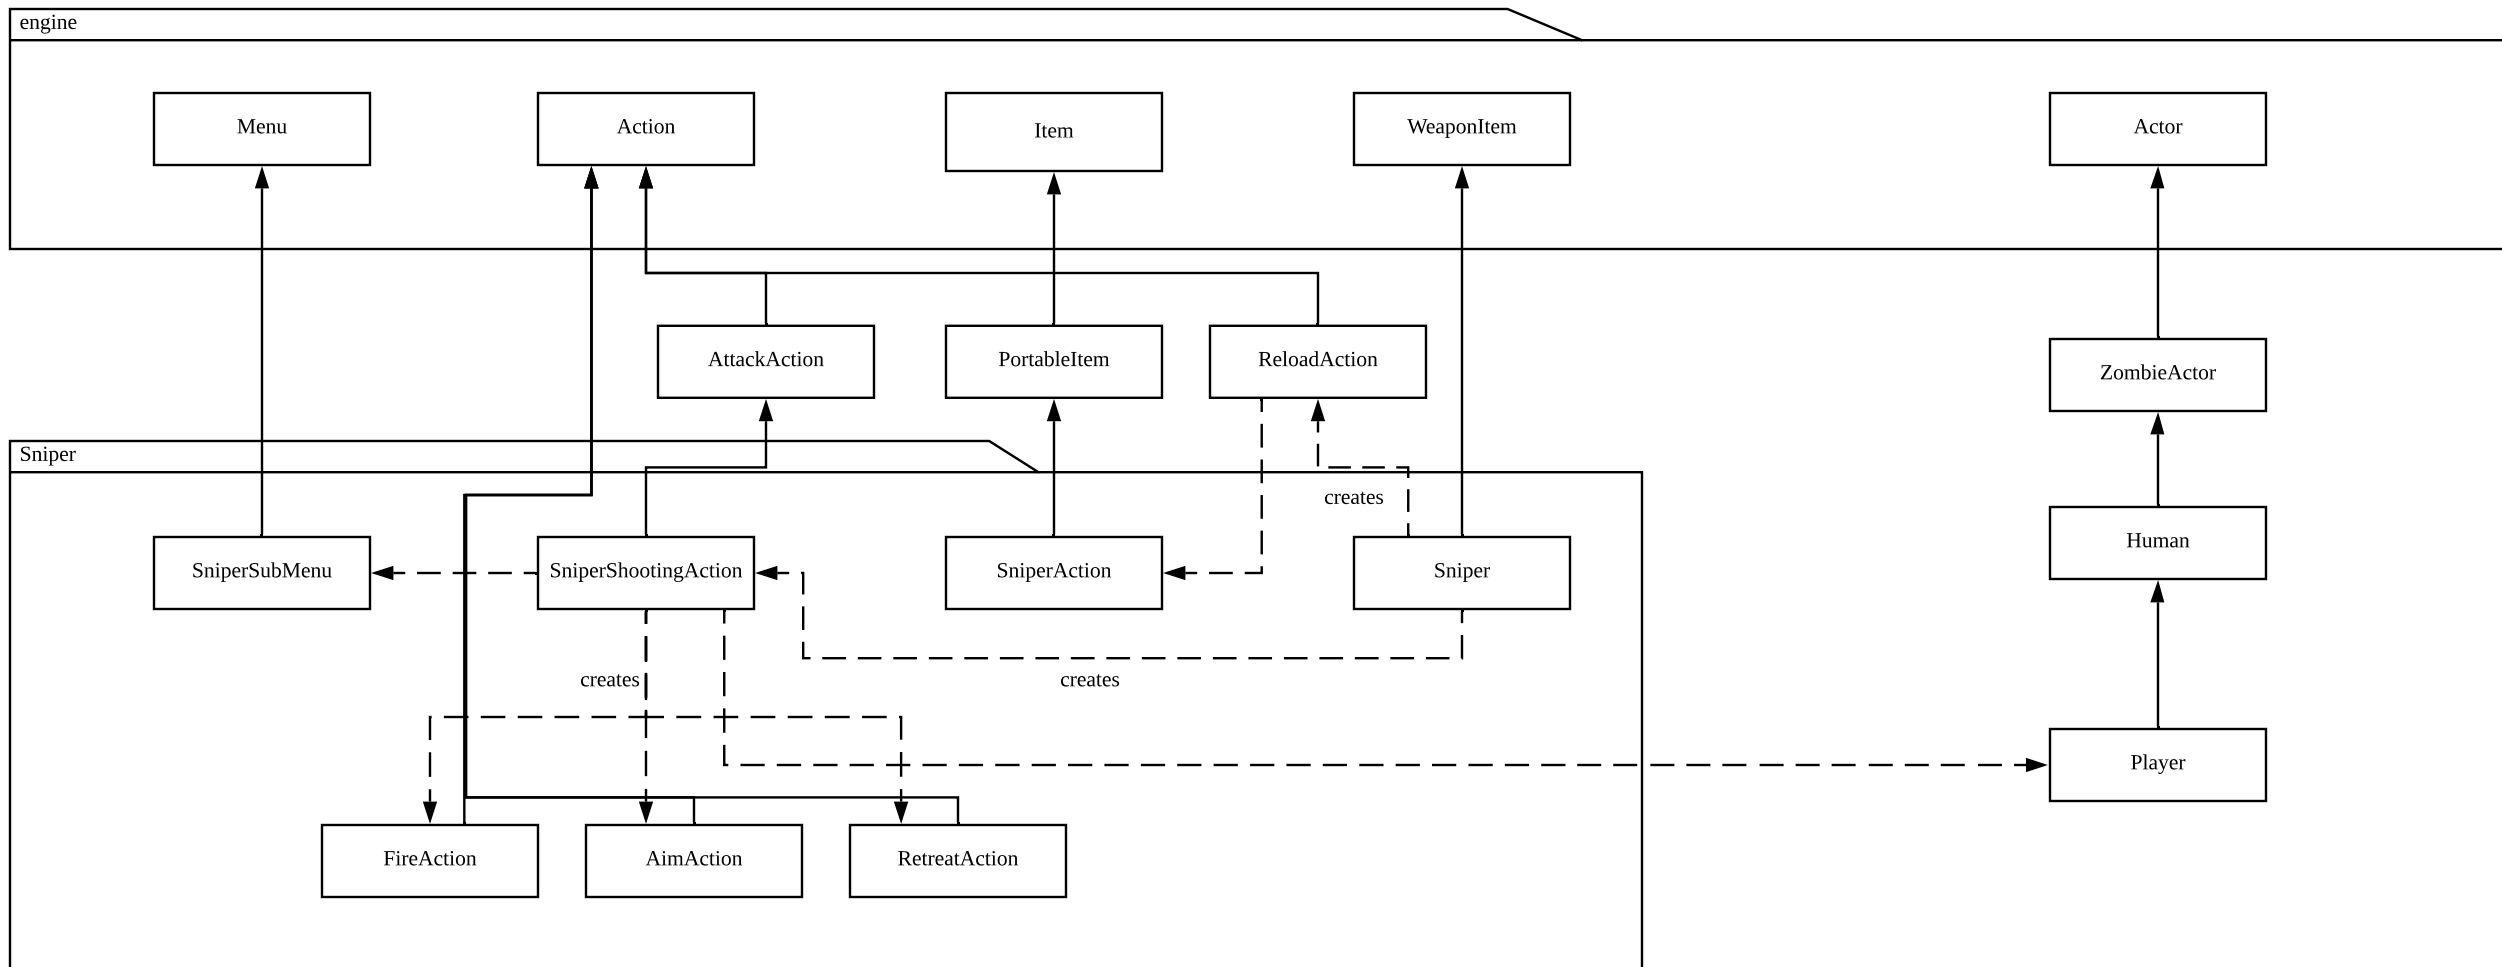 engine
Menu
Action
Item
WeaponItem
Actor
AttackAction
PortableItem
ReloadAction
ZombieActor
Sniper
creates
SniperSubMenu
SniperShootingAction
SniperAction
Sniper
Human
creates
creates
Player
FireAction
AimAction
RetreatAction